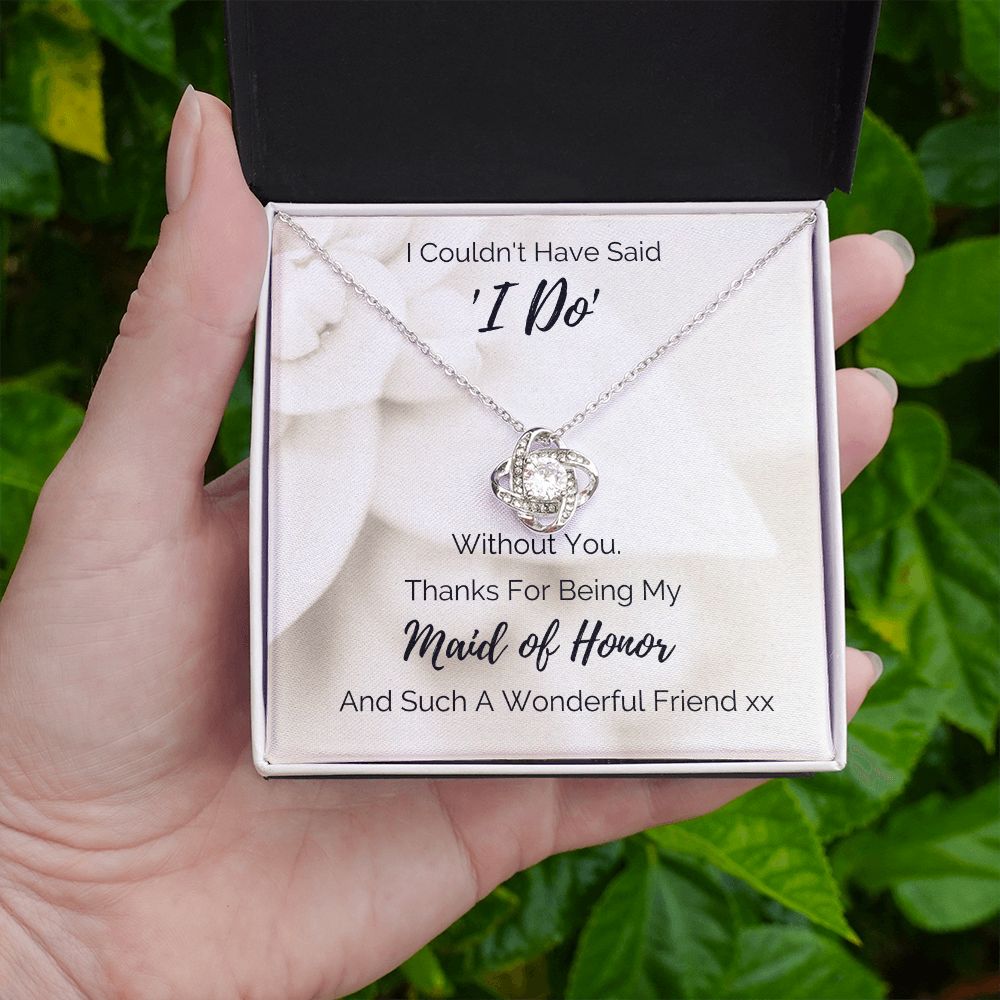 I Couldn't Have Said
'I Do'
Without You.
Thanks For Being My
Maid of Honor
And Such A Wonderful Friend xx